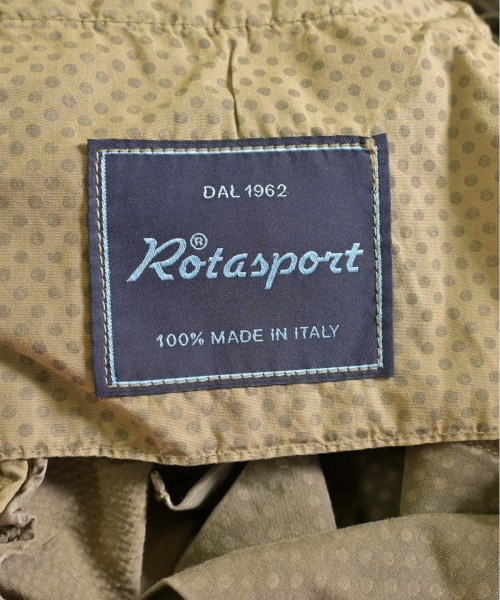 DAL 1962
Rotasport®
100% MADE IN ITALY